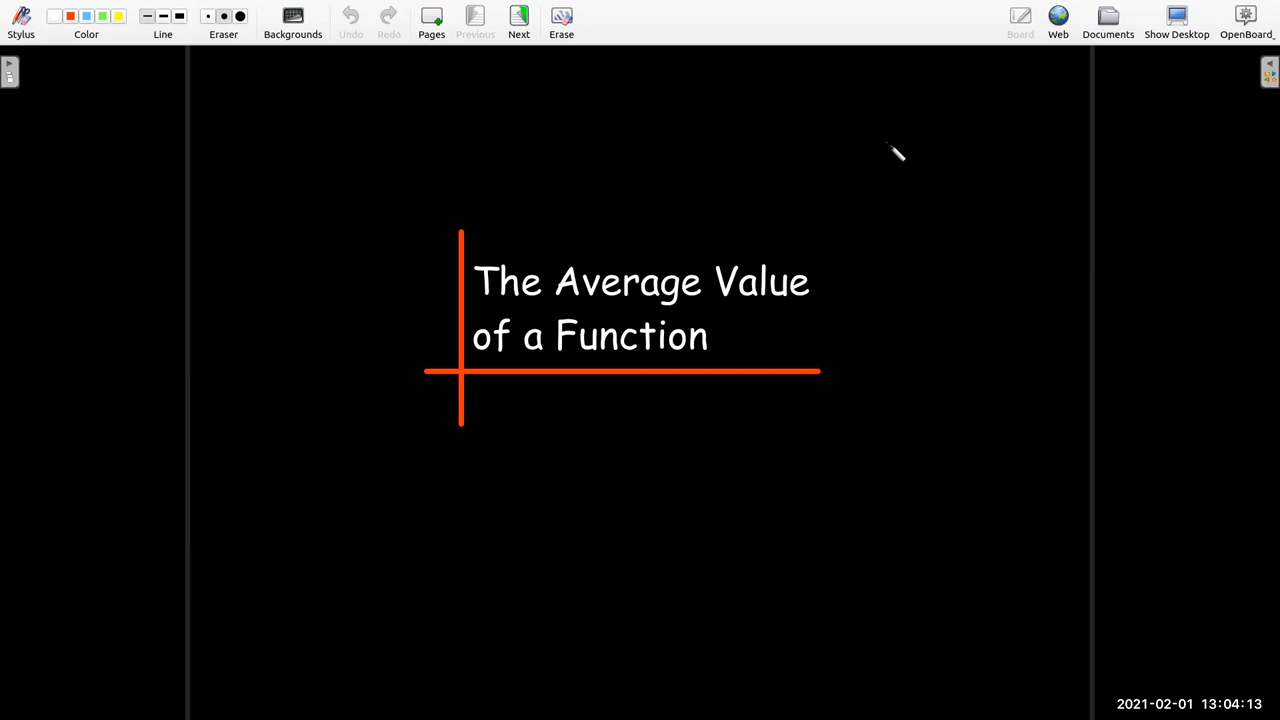 Stylus Color Line Eraser Backgrounds Undo Redo Pages Previous Next Erase Board Web Documents Show Desktop OpenBoard
The Average Value
of a Function
2021-02-01 13:04:13